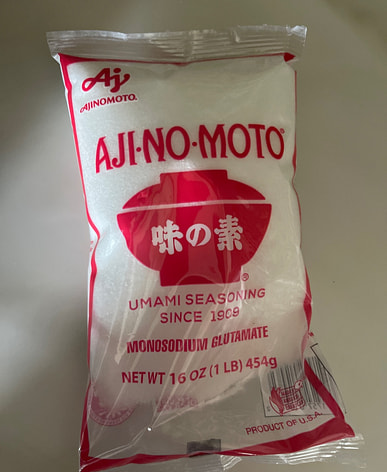 Aj
AJINOMOTO®
AJI-NO-MOTO®
味の素
®
UMAMI SEASONING
SINCE 1909
MONOSODIUM GLUTAMATE
NET WT 16 OZ (1 LB) 454g
PRODUCT OF U.S.A.